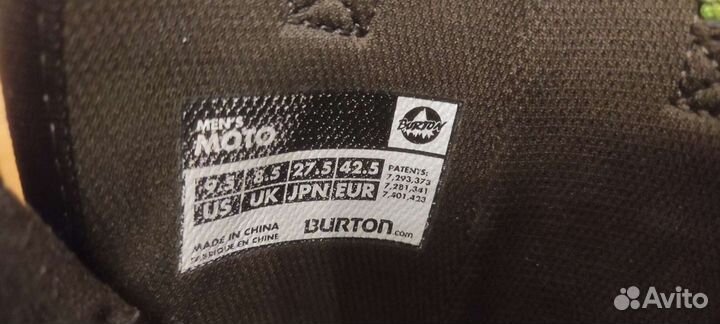 MEN'S
MOTO
BURTON
9.5 8.5 27.5 42.5
US UK JPN EUR
PATENTS:
7,293,373
7,281,341
7,401,423
MADE IN CHINA
FABRIQUE EN CHINE
BURTON.com
Avito